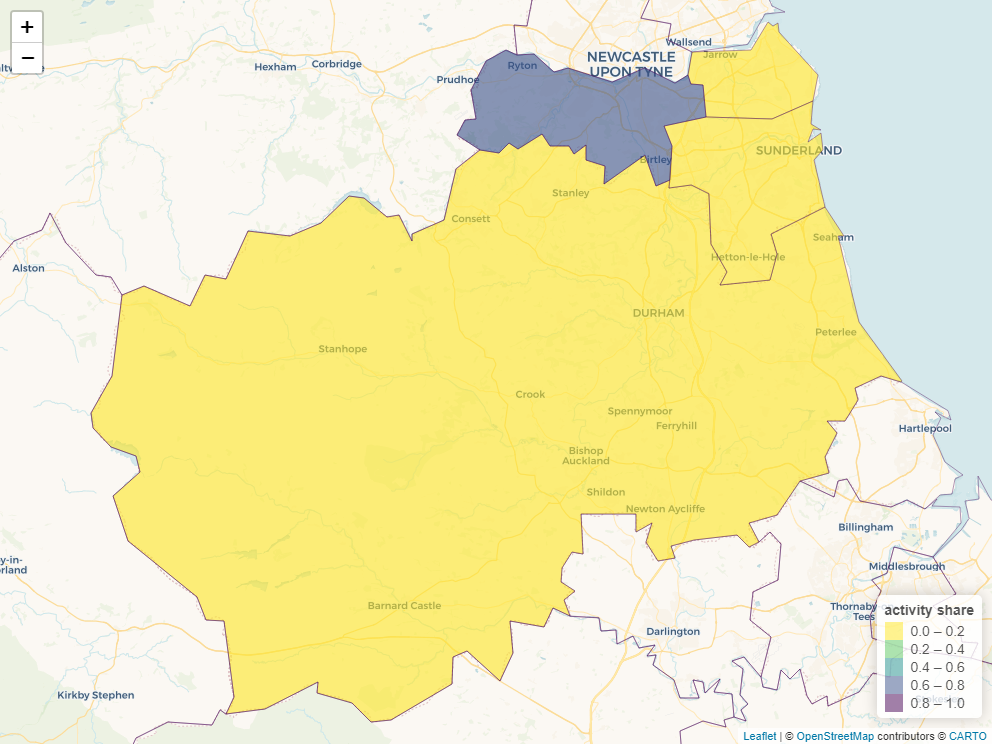 +
−
Wallsend
Jarrow
NEWCASTLE
UPON TYNE
Hexham
Corbridge
Ryton
Prudhoe
SUNDERLAND
Birtley
Stanley
Consett
Seaham
Hetton-le-Hole
Alston
DURHAM
Peterlee
Stanhope
Crook
Spennymoor
Ferryhill
Hartlepool
Bishop
Auckland
Shildon
Newton Aycliffe
Billingham
y-in-
rland
Middlesbrough
Barnard Castle
Thornaby
Tees
Darlington
Kirkby Stephen
activity share
0.0 – 0.2
0.2 – 0.4
0.4 – 0.6
0.6 – 0.8
0.8 – 1.0
Leaflet | © OpenStreetMap contributors © CARTO